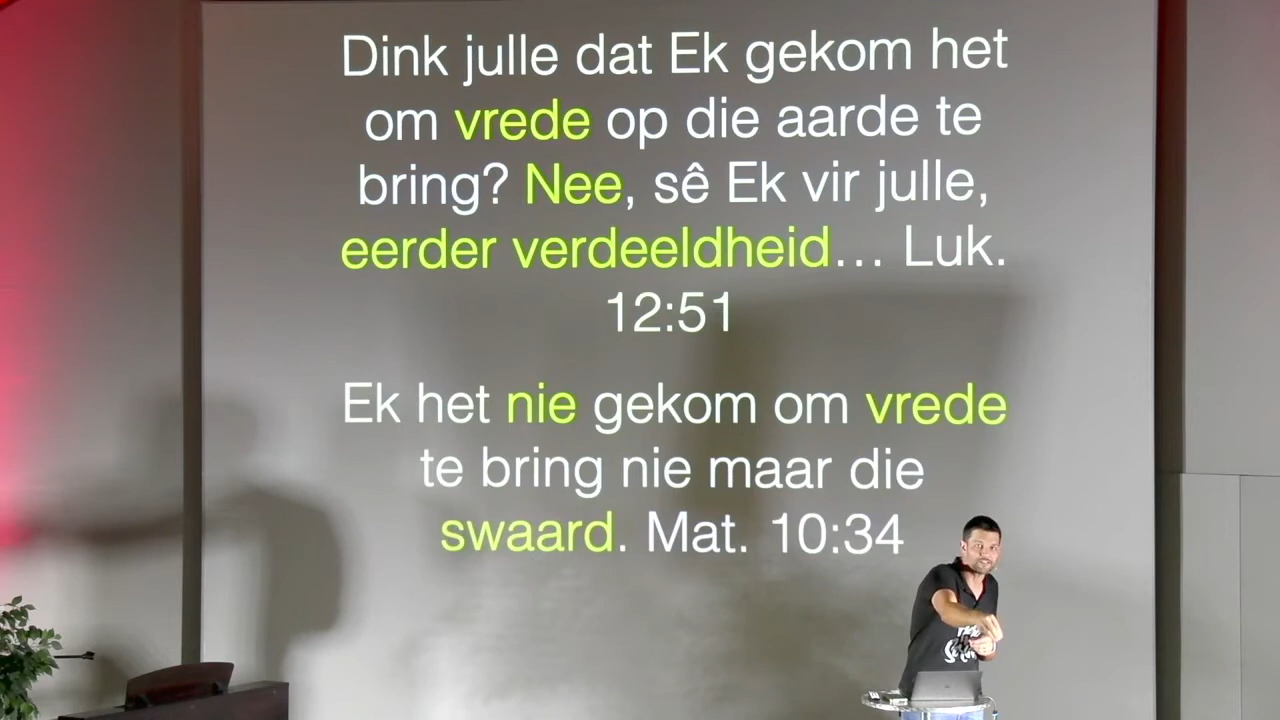 Dink julle dat Ek gekom het
om vrede op die aarde te
bring? Nee, sê Ek vir julle,
eerder verdeeldheid… Luk.
12:51
Ek het nie gekom om vrede
te bring nie maar die
swaard. Mat. 10:34